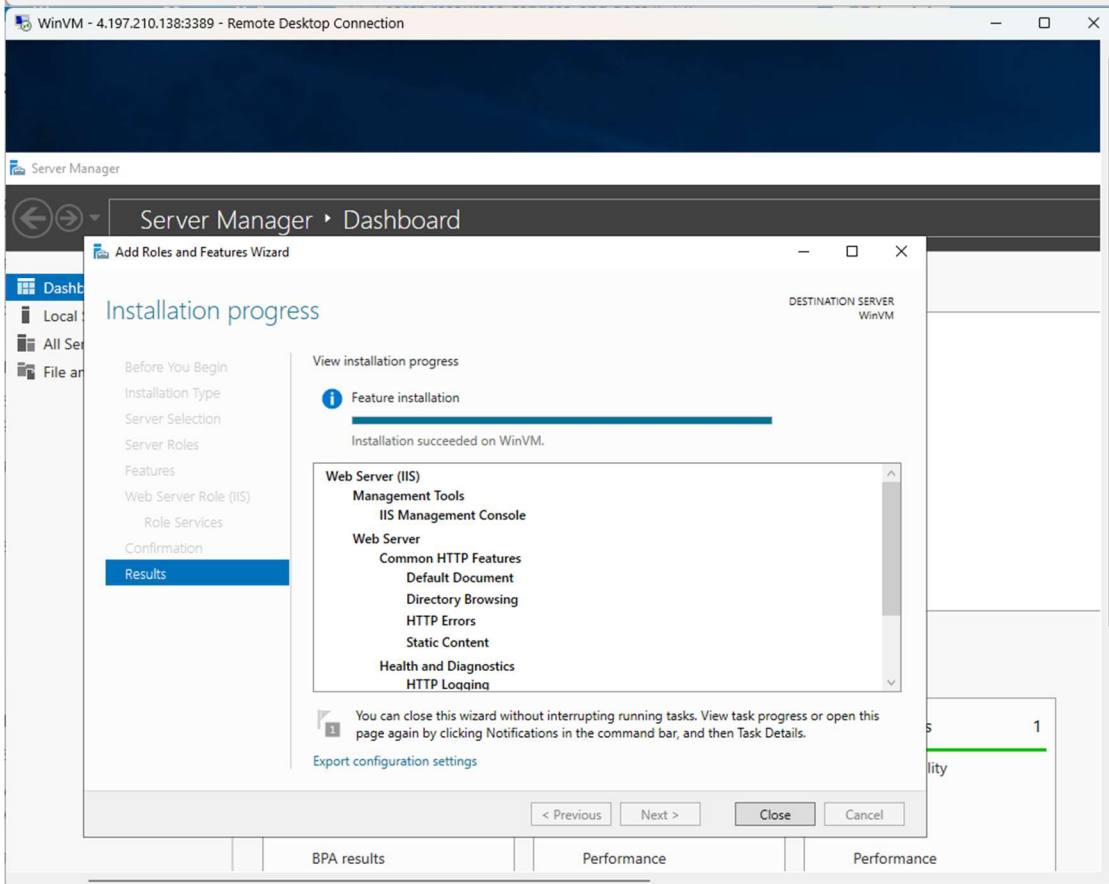 WinVM - 4.197.210.138:3389 - Remote Desktop Connection
Server Manager
Server Manager ‣ Dashboard
Add Roles and Features Wizard
Dashb
Local
All Ser
File an
Installation progress
DESTINATION SERVER
WinVM
Before You Begin
Installation Type
Server Selection
Server Roles
Features
Web Server Role (IIS)
Role Services
Confirmation
Results
View installation progress
Feature installation
Installation succeeded on WinVM.
Web Server (IIS)
Management Tools
IIS Management Console
Web Server
Common HTTP Features
Default Document
Directory Browsing
HTTP Errors
Static Content
Health and Diagnostics
HTTP Logging
1
You can close this wizard without interrupting running tasks. View task progress or open this
page again by clicking Notifications in the command bar, and then Task Details.
Export configuration settings
< Previous
Next >
Close
Cancel
s 1
lity
BPA results
Performance
Performance